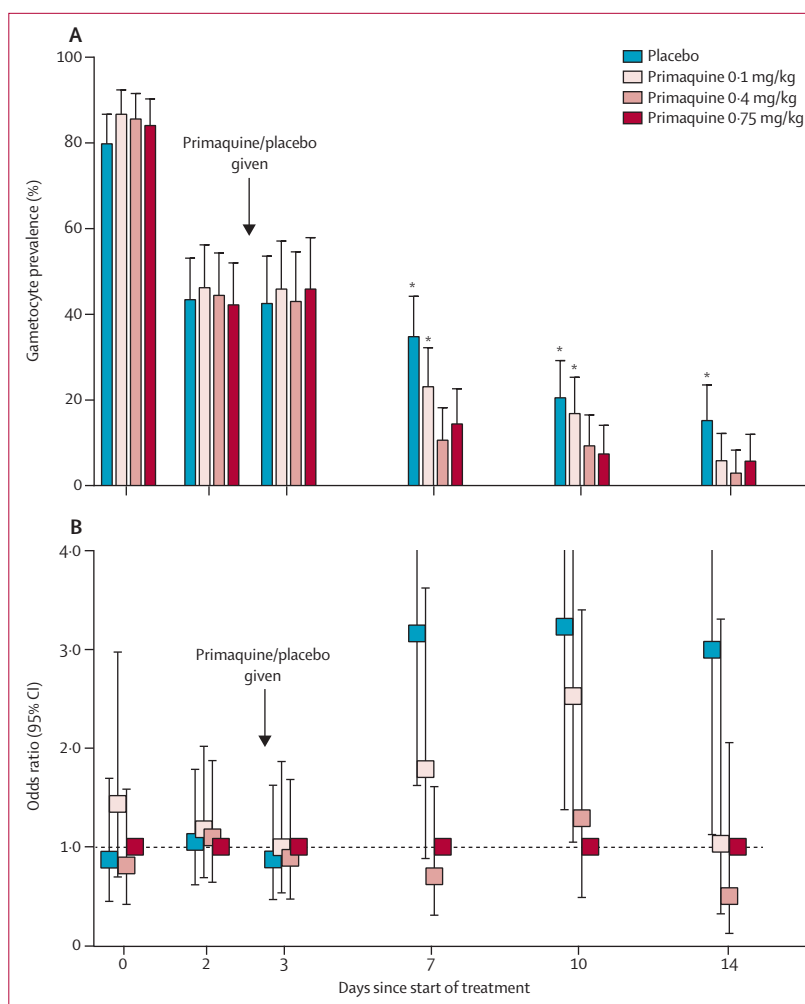 A
100
80
60
40
20
0
Gametocyte prevalence (%)
Primaquine/placebo
given
Placebo
Primaquine 0·1 mg/kg
Primaquine 0·4 mg/kg
Primaquine 0·75 mg/kg
* * * * *
B
4·0
3·0
2·0
1·0
0
Odds ratio (95% CI)
Primaquine/placebo
given
0 2 3 7 10 14
Days since start of treatment